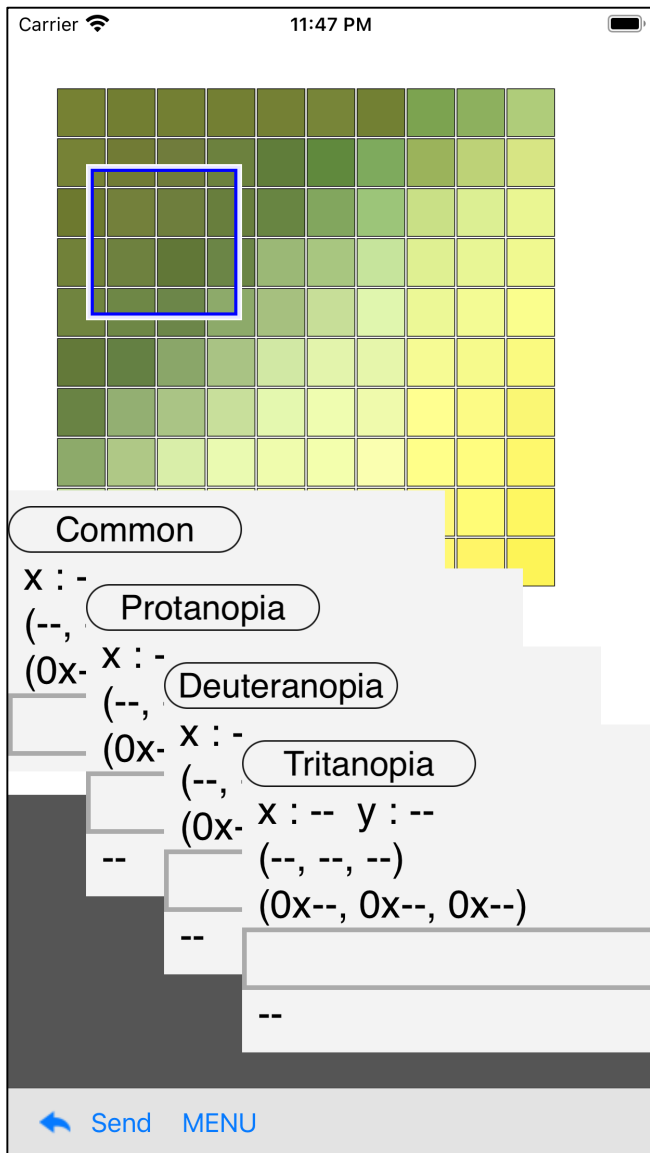 Carrier 11:47 PM
Common
x : -
(--,
(0x-
Protanopia
x : -
(--,
(0x-
--
Deuteranopia
x : -
(--,
(0x-
--
Tritanopia
x : -- y : --
(--, --, --)
(0x--, 0x--, 0x--)
--
Send MENU